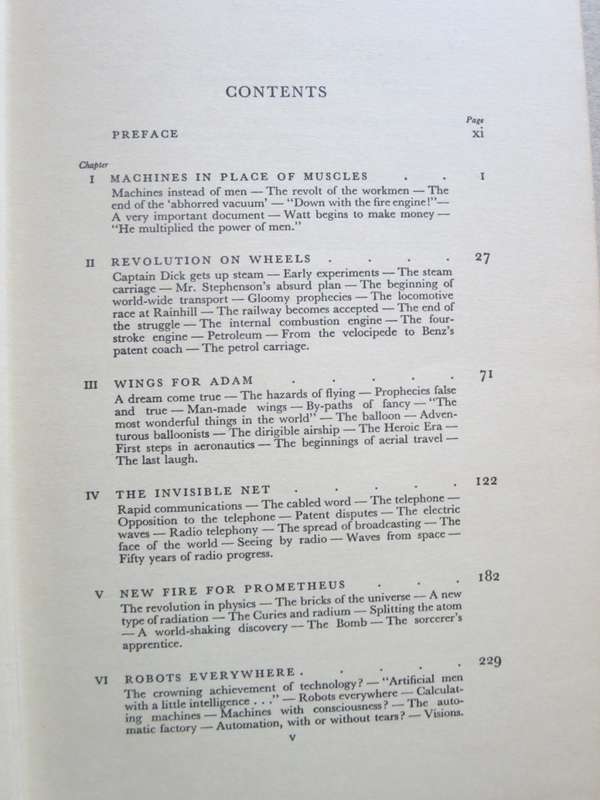 CONTENTS
Page
PREFACE xi
Chapter
I MACHINES IN PLACE OF MUSCLES . . 1
Machines instead of men — The revolt of the workmen — The
end of the ‘abhorred vacuum’ — “Down with the fire engine!”—
A very important document — Watt begins to make money —
“He multiplied the power of men.”
II REVOLUTION ON WHEELS . . . . 27
Captain Dick gets up steam — Early experiments — The steam
carriage — Mr. Stephenson’s absurd plan — The beginning of
world-wide transport — Gloomy prophecies — The locomotive
race at Rainhill — The railway becomes accepted — The end of
the struggle — The internal combustion engine — The four-
stroke engine — Petroleum — From the velocipede to Benz’s
patent coach — The petrol carriage.
III WINGS FOR ADAM . . . . . 71
A dream come true — The hazards of flying — Prophecies false
and true — Man-made wings — By-paths of fancy — “The
most wonderful things in the world” — The balloon — Adven-
turous balloonists — The dirigible airship — The Heroic Era —
First steps in aeronautics — The beginnings of aerial travel —
The last laugh.
IV THE INVISIBLE NET . . . . . 122
Rapid communications — The cabled word — The telephone —
Opposition to the telephone — Patent disputes — The electric
waves — Radio telephony — The spread of broadcasting — The
face of the world — Seeing by radio — Waves from space —
Fifty years of radio progress.
V NEW FIRE FOR PROMETHEUS . . . 182
The revolution in physics — The bricks of the universe — A new
type of radiation — The Curies and radium — Splitting the atom
— A world-shaking discovery — The Bomb — The sorcerer’s
apprentice.
VI ROBOTS EVERYWHERE . . . . . 229
The crowning achievement of technology? — “Artificial men
with a little intelligence . . .” — Robots everywhere — Calculat-
ing machines — Machines with consciousness? — The auto-
matic factory — Automation, with or without tears? — Visions.
v